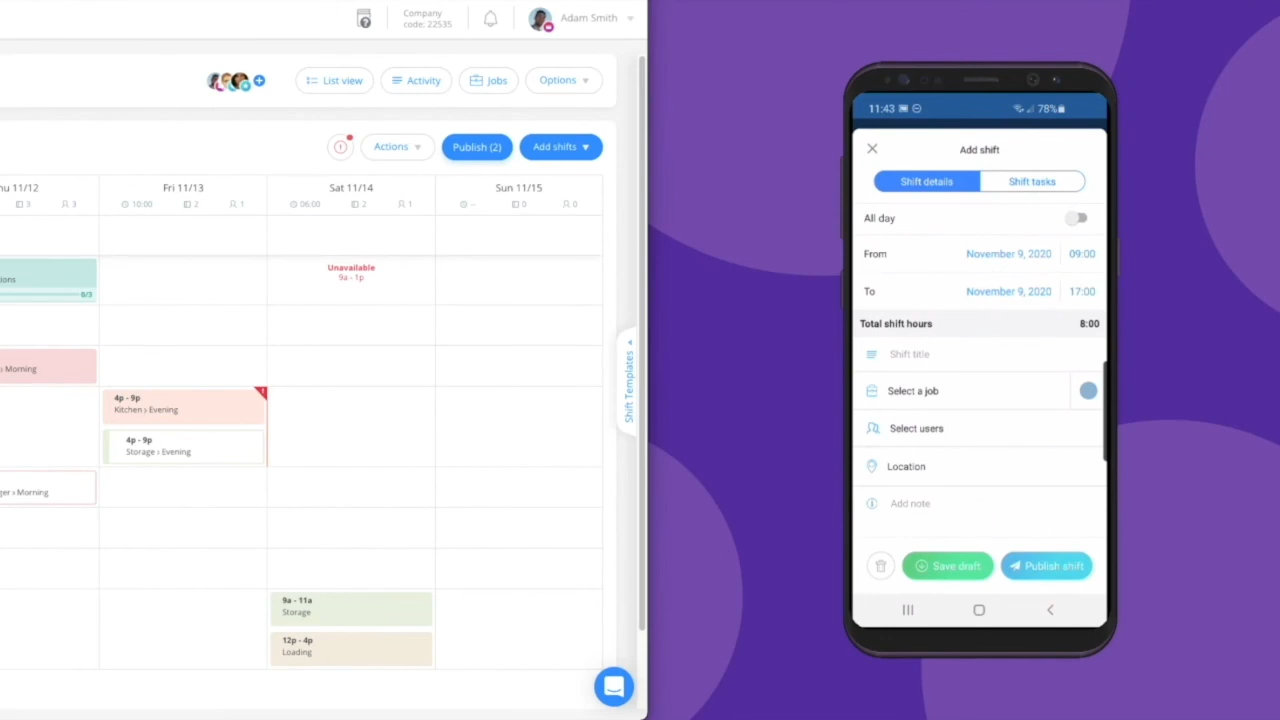 Company
code: 22535
Adam Smith
List view
Activity
Jobs
Options
Actions
Publish (2)
Add shifts
Thu 11/12
3
3
Fri 11/13
10:00
2
1
Sat 11/14
06:00
2
1
Sun 11/15
--
0
0
ions
0/3
Unavailable
9a - 1p
› Morning
4p - 9p
Kitchen › Evening
4p - 9p
Storage › Evening
ger › Morning
9a - 11a
Storage
12p - 4p
Loading
Shift Templates
11:43
78%
Add shift
Shift details
Shift tasks
All day
From
November 9, 2020
09:00
To
November 9, 2020
17:00
Total shift hours
8:00
Shift title
Select a job
Select users
Location
Add note
Save draft
Publish shift